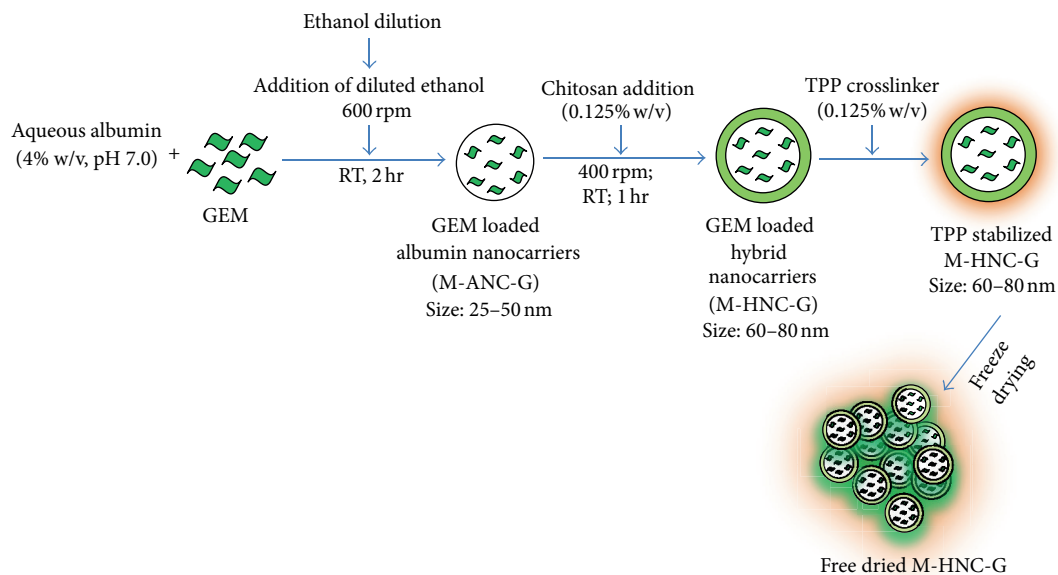 Ethanol dilution
Addition of diluted ethanol
600 rpm
Aqueous albumin
(4% w/v, pH 7.0)
+
GEM
RT, 2 hr
GEM loaded
albumin nanocarriers
(M-ANC-G)
Size: 25–50 nm
Chitosan addition
(0.125% w/v)
400 rpm;
RT; 1 hr
GEM loaded
hybrid
nanocarriers
(M-HNC-G)
Size: 60–80 nm
TPP crosslinker
(0.125% w/v)
TPP stabilized
M-HNC-G
Size: 60–80 nm
Freeze
drying
Free dried M-HNC-G